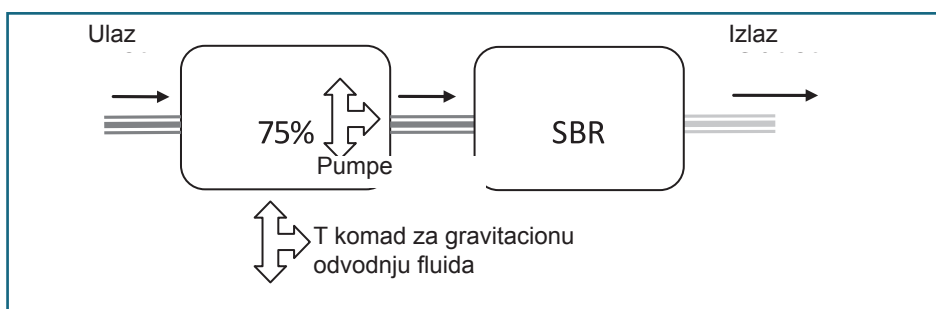 Ulaz
Izlaz
75%
SBR
Pumpe
T komad za gravitacionu
odvodnju fluida